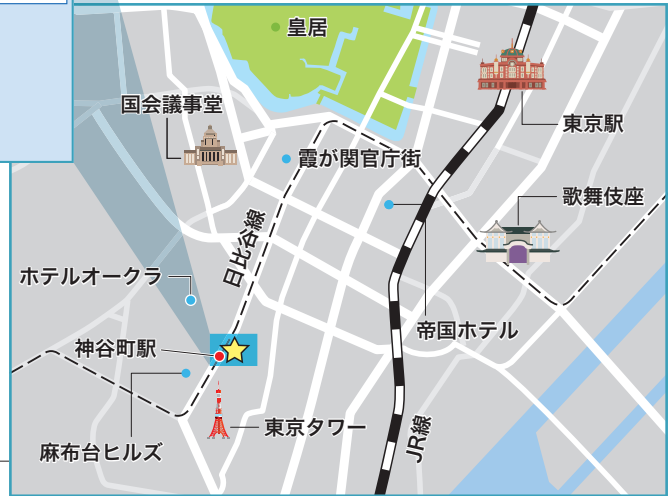 皇居
国会議事堂
東京駅
霞が関官庁街
歌舞伎座
日比谷線
ホテルオークラ
帝国ホテル
神谷町駅
東京タワー
JR線
麻布台ヒルズ